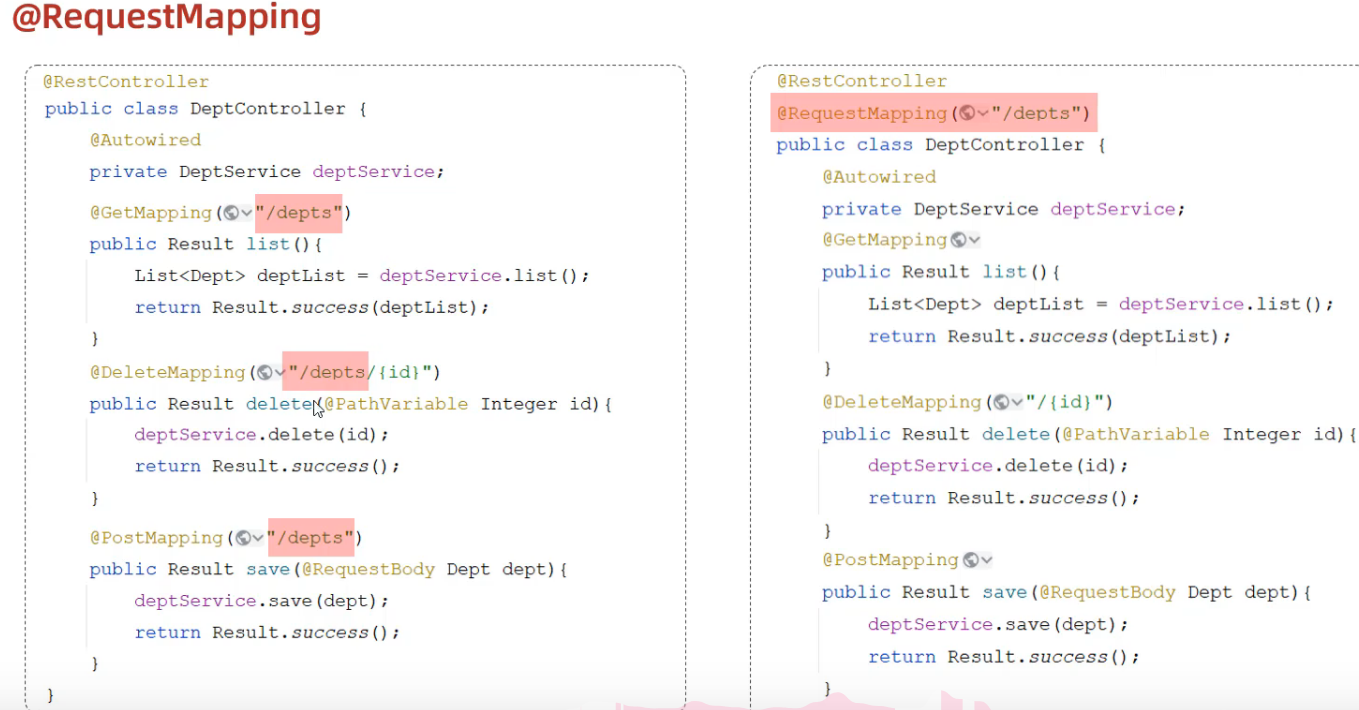 @RequestMapping
@RestController
public class DeptController {
@Autowired
private DeptService deptService;
@GetMapping("/depts")
public Result list(){
List<Dept> deptList = deptService.list();
return Result.success(deptList);
}
@DeleteMapping("/depts/{id}")
public Result delete(@PathVariable Integer id){
deptService.delete(id);
return Result.success();
}
@PostMapping("/depts")
public Result save(@RequestBody Dept dept){
deptService.save(dept);
return Result.success();
}
}
@RestController
@RequestMapping("/depts")
public class DeptController {
@Autowired
private DeptService deptService;
@GetMapping
public Result list(){
List<Dept> deptList = deptService.list();
return Result.success(deptList);
}
@DeleteMapping("/{id}")
public Result delete(@PathVariable Integer id){
deptService.delete(id);
return Result.success();
}
@PostMapping
public Result save(@RequestBody Dept dept){
deptService.save(dept);
return Result.success();
}